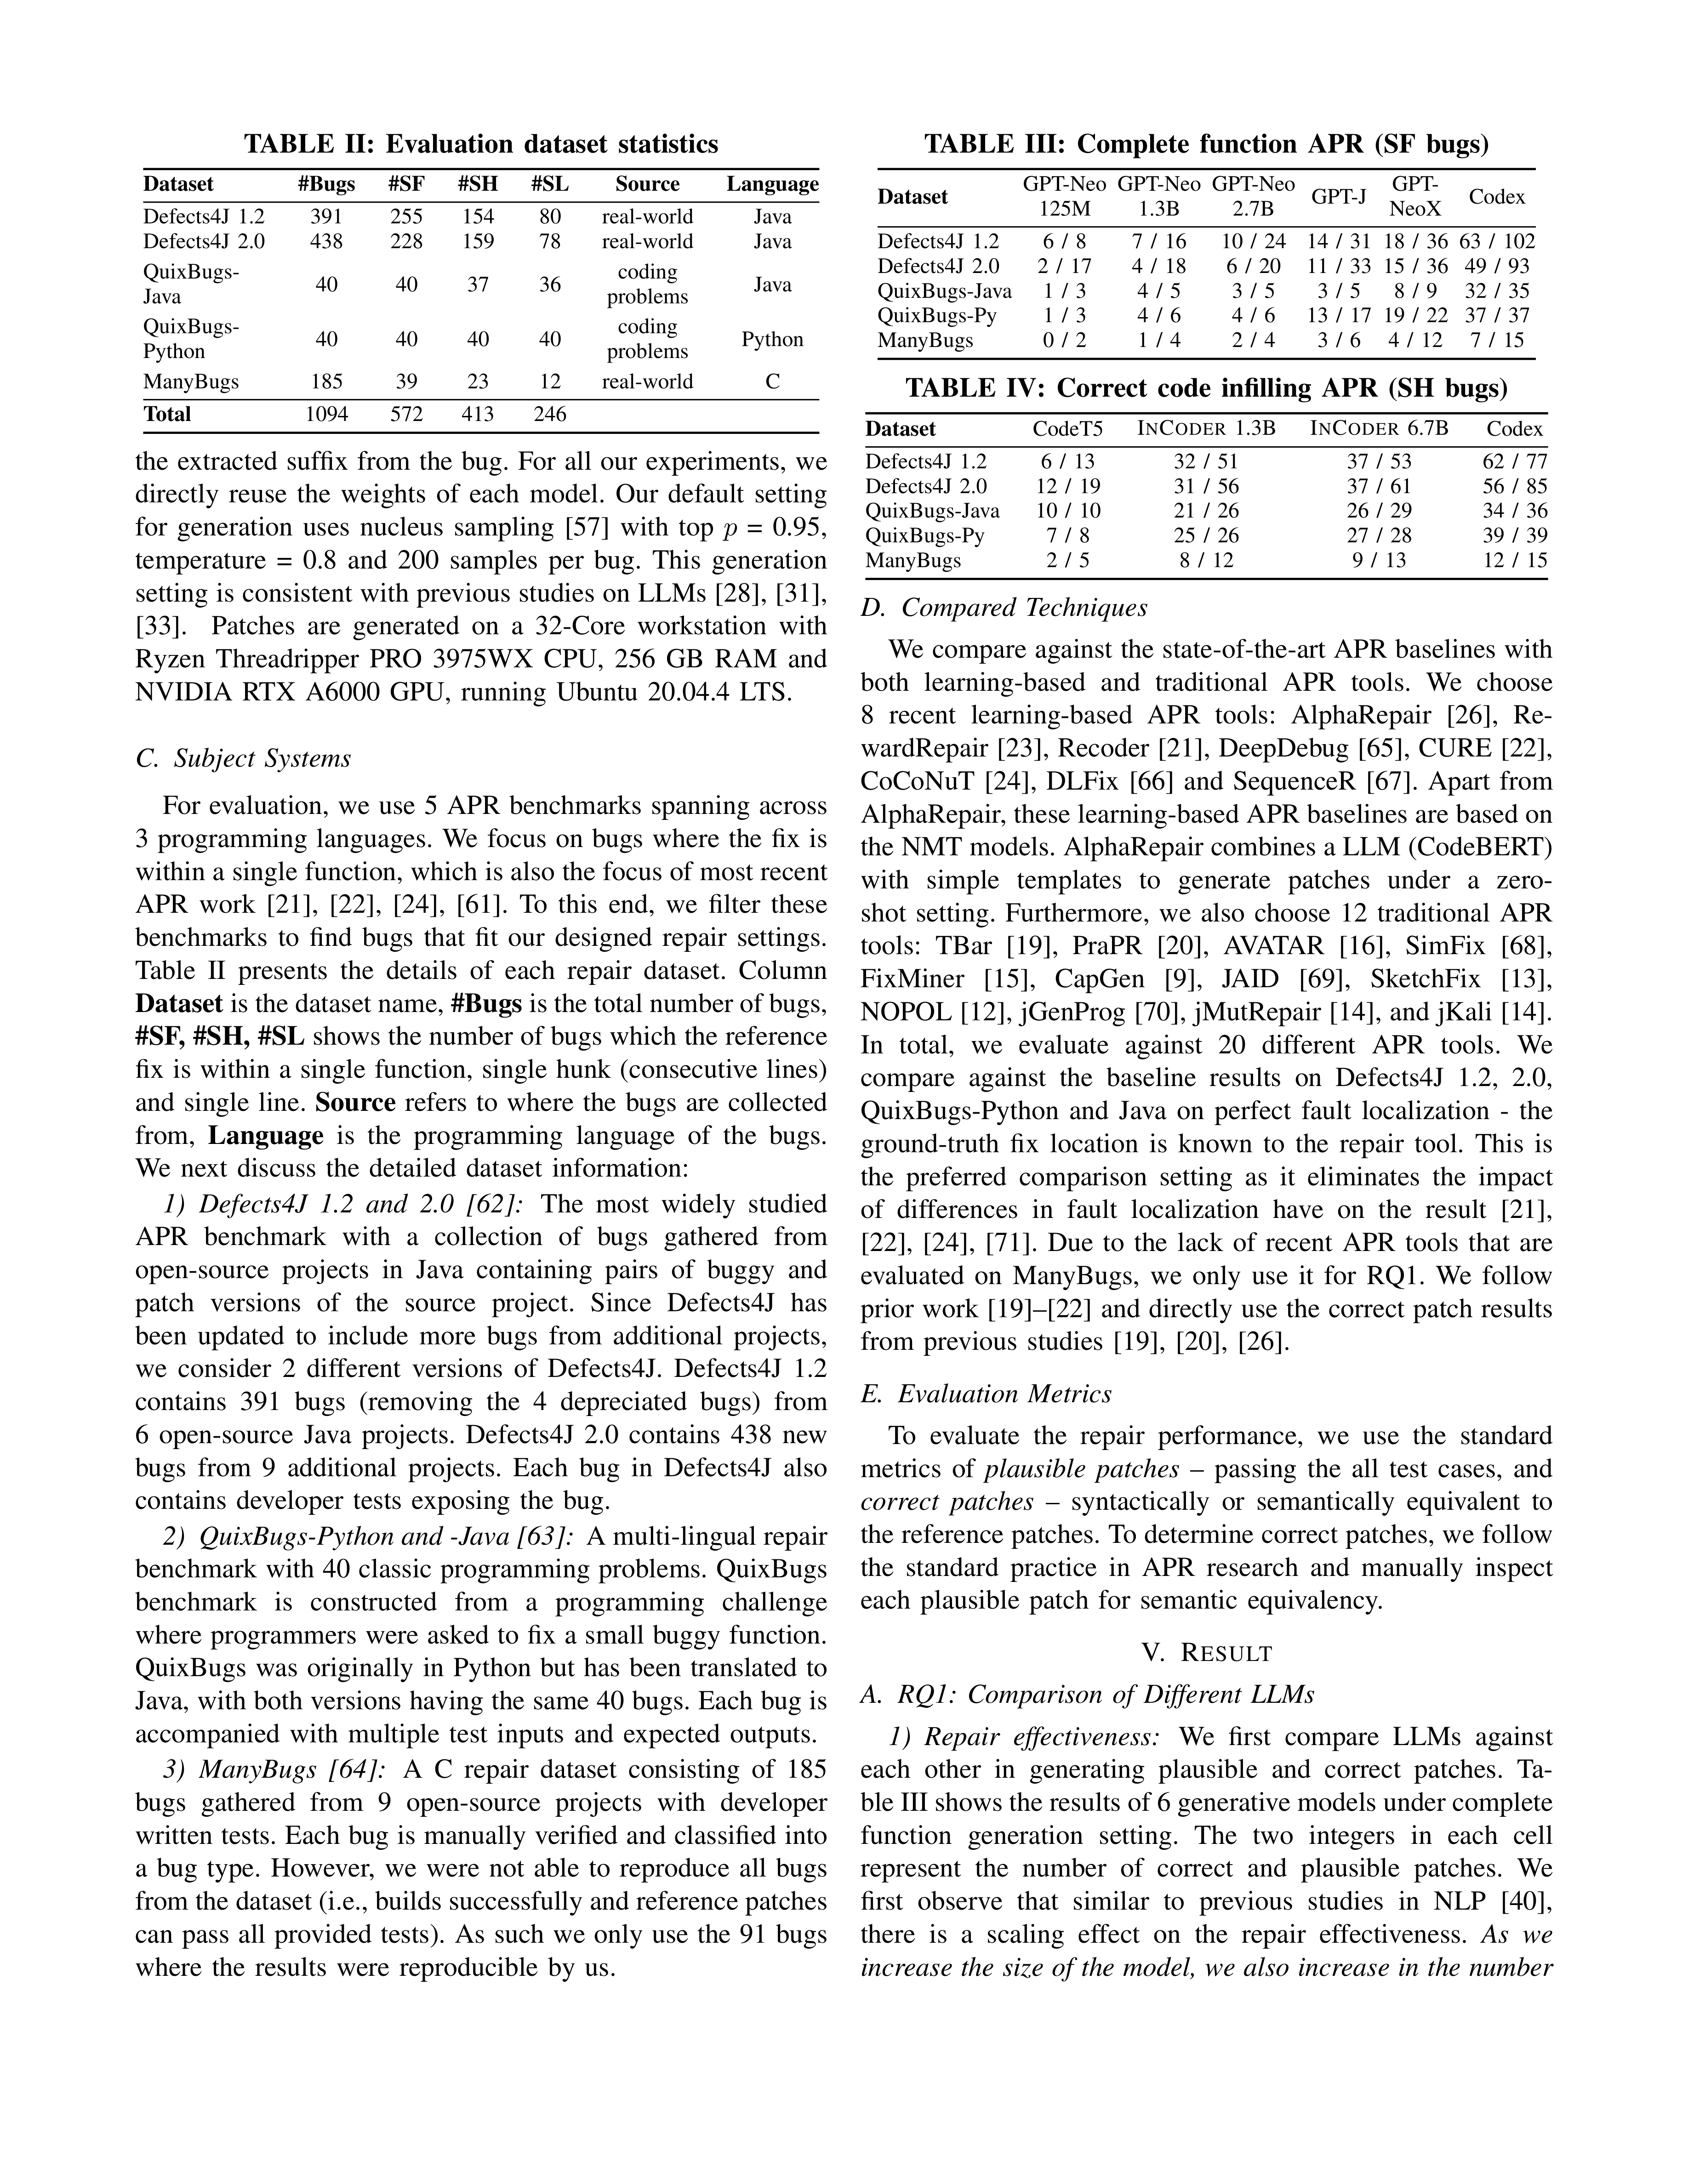 TABLE II: Evaluation dataset statistics
Dataset #Bugs #SF #SH #SL Source Language
Defects4J 1.2 391 255 154 80 real-world Java
Defects4J 2.0 438 228 159 78 real-world Java
QuixBugs-Java 40 40 37 36 coding problems Java
QuixBugs-Python 40 40 40 40 coding problems Python
ManyBugs 185 39 23 12 real-world C
Total 1094 572 413 246
the extracted suffix from the bug. For all our experiments, we
directly reuse the weights of each model. Our default setting
for generation uses nucleus sampling [57] with top p = 0.95,
temperature = 0.8 and 200 samples per bug. This generation
setting is consistent with previous studies on LLMs [28], [31],
[33]. Patches are generated on a 32-Core workstation with
Ryzen Threadripper PRO 3975WX CPU, 256 GB RAM and
NVIDIA RTX A6000 GPU, running Ubuntu 20.04.4 LTS.
C. Subject Systems
For evaluation, we use 5 APR benchmarks spanning across
3 programming languages. We focus on bugs where the fix is
within a single function, which is also the focus of most recent
APR work [21], [22], [24], [61]. To this end, we filter these
benchmarks to find bugs that fit our designed repair settings.
Table II presents the details of each repair dataset. Column
Dataset is the dataset name, #Bugs is the total number of bugs,
#SF, #SH, #SL shows the number of bugs which the reference
fix is within a single function, single hunk (consecutive lines)
and single line. Source refers to where the bugs are collected
from, Language is the programming language of the bugs.
We next discuss the detailed dataset information:
1) Defects4J 1.2 and 2.0 [62]: The most widely studied
APR benchmark with a collection of bugs gathered from
open-source projects in Java containing pairs of buggy and
patch versions of the source project. Since Defects4J has
been updated to include more bugs from additional projects,
we consider 2 different versions of Defects4J. Defects4J 1.2
contains 391 bugs (removing the 4 depreciated bugs) from
6 open-source Java projects. Defects4J 2.0 contains 438 new
bugs from 9 additional projects. Each bug in Defects4J also
contains developer tests exposing the bug.
2) QuixBugs-Python and -Java [63]: A multi-lingual repair
benchmark with 40 classic programming problems. QuixBugs
benchmark is constructed from a programming challenge
where programmers were asked to fix a small buggy function.
QuixBugs was originally in Python but has been translated to
Java, with both versions having the same 40 bugs. Each bug is
accompanied with multiple test inputs and expected outputs.
3) ManyBugs [64]: A C repair dataset consisting of 185
bugs gathered from 9 open-source projects with developer
written tests. Each bug is manually verified and classified into
a bug type. However, we were not able to reproduce all bugs
from the dataset (i.e., builds successfully and reference patches
can pass all provided tests). As such we only use the 91 bugs
where the results were reproducible by us.
TABLE III: Complete function APR (SF bugs)
Dataset GPT-Neo 125M GPT-Neo 1.3B GPT-Neo 2.7B GPT-J GPT-NeoX Codex
Defects4J 1.2 6 / 8 7 / 16 10 / 24 14 / 31 18 / 36 63 / 102
Defects4J 2.0 2 / 17 4 / 18 6 / 20 11 / 33 15 / 36 49 / 93
QuixBugs-Java 1 / 3 4 / 5 3 / 5 3 / 5 8 / 9 32 / 35
QuixBugs-Py 1 / 3 4 / 6 4 / 6 13 / 17 19 / 22 37 / 37
ManyBugs 0 / 2 1 / 4 2 / 4 3 / 6 4 / 12 7 / 15
TABLE IV: Correct code infilling APR (SH bugs)
Dataset CodeT5 INCODER 1.3B INCODER 6.7B Codex
Defects4J 1.2 6 / 13 32 / 51 37 / 53 62 / 77
Defects4J 2.0 12 / 19 31 / 56 37 / 61 56 / 85
QuixBugs-Java 10 / 10 21 / 26 26 / 29 34 / 36
QuixBugs-Py 7 / 8 25 / 26 27 / 28 39 / 39
ManyBugs 2 / 5 8 / 12 9 / 13 12 / 15
D. Compared Techniques
We compare against the state-of-the-art APR baselines with
both learning-based and traditional APR tools. We choose
8 recent learning-based APR tools: AlphaRepair [26], Re-
wardRepair [23], Recoder [21], DeepDebug [65], CURE [22],
CoCoNuT [24], DLFix [66] and SequenceR [67]. Apart from
AlphaRepair, these learning-based APR baselines are based on
the NMT models. AlphaRepair combines a LLM (CodeBERT)
with simple templates to generate patches under a zero-
shot setting. Furthermore, we also choose 12 traditional APR
tools: TBar [19], PraPR [20], AVATAR [16], SimFix [68],
FixMiner [15], CapGen [9], JAID [69], SketchFix [13],
NOPOL [12], jGenProg [70], jMutRepair [14], and jKali [14].
In total, we evaluate against 20 different APR tools. We
compare against the baseline results on Defects4J 1.2, 2.0,
QuixBugs-Python and Java on perfect fault localization - the
ground-truth fix location is known to the repair tool. This is
the preferred comparison setting as it eliminates the impact
of differences in fault localization have on the result [21],
[22], [24], [71]. Due to the lack of recent APR tools that are
evaluated on ManyBugs, we only use it for RQ1. We follow
prior work [19]–[22] and directly use the correct patch results
from previous studies [19], [20], [26].
E. Evaluation Metrics
To evaluate the repair performance, we use the standard
metrics of plausible patches – passing the all test cases, and
correct patches – syntactically or semantically equivalent to
the reference patches. To determine correct patches, we follow
the standard practice in APR research and manually inspect
each plausible patch for semantic equivalency.
V. RESULT
A. RQ1: Comparison of Different LLMs
1) Repair effectiveness: We first compare LLMs against
each other in generating plausible and correct patches. Ta-
ble III shows the results of 6 generative models under complete
function generation setting. The two integers in each cell
represent the number of correct and plausible patches. We
first observe that similar to previous studies in NLP [40],
there is a scaling effect on the repair effectiveness. As we
increase the size of the model, we also increase in the number